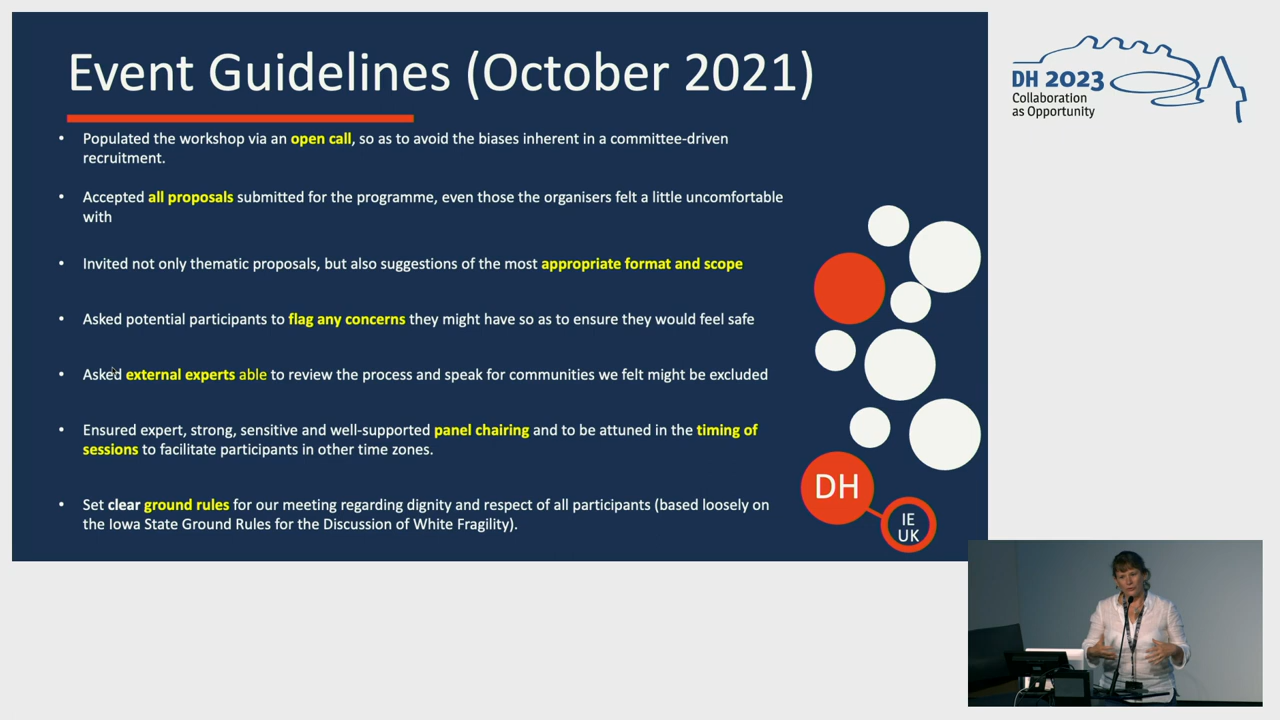 Event Guidelines (October 2021)
• Populated the workshop via an open call, so as to avoid the biases inherent in a committee-driven
recruitment.
• Accepted all proposals submitted for the programme, even those the organisers felt a little uncomfortable
with
• Invited not only thematic proposals, but also suggestions of the most appropriate format and scope
• Asked potential participants to flag any concerns they might have so as to ensure they would feel safe
• Asked external experts able to review the process and speak for communities we felt might be excluded
• Ensured expert, strong, sensitive and well-supported panel chairing and to be attuned in the timing of
sessions to facilitate participants in other time zones.
• Set clear ground rules for our meeting regarding dignity and respect of all participants (based loosely on
the Iowa State Ground Rules for the Discussion of White Fragility).
DH
IE
UK
DH 2023
Collaboration
as Opportunity